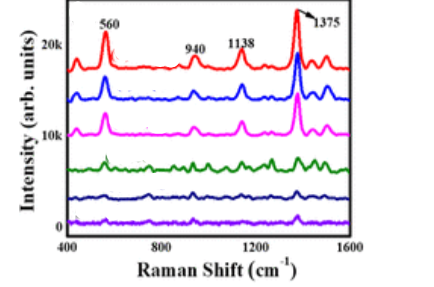 560
1375
20k
940
1138
10k
0
400
800
1200
1600
Intensity (arb. units)
Raman Shift (cm-1)